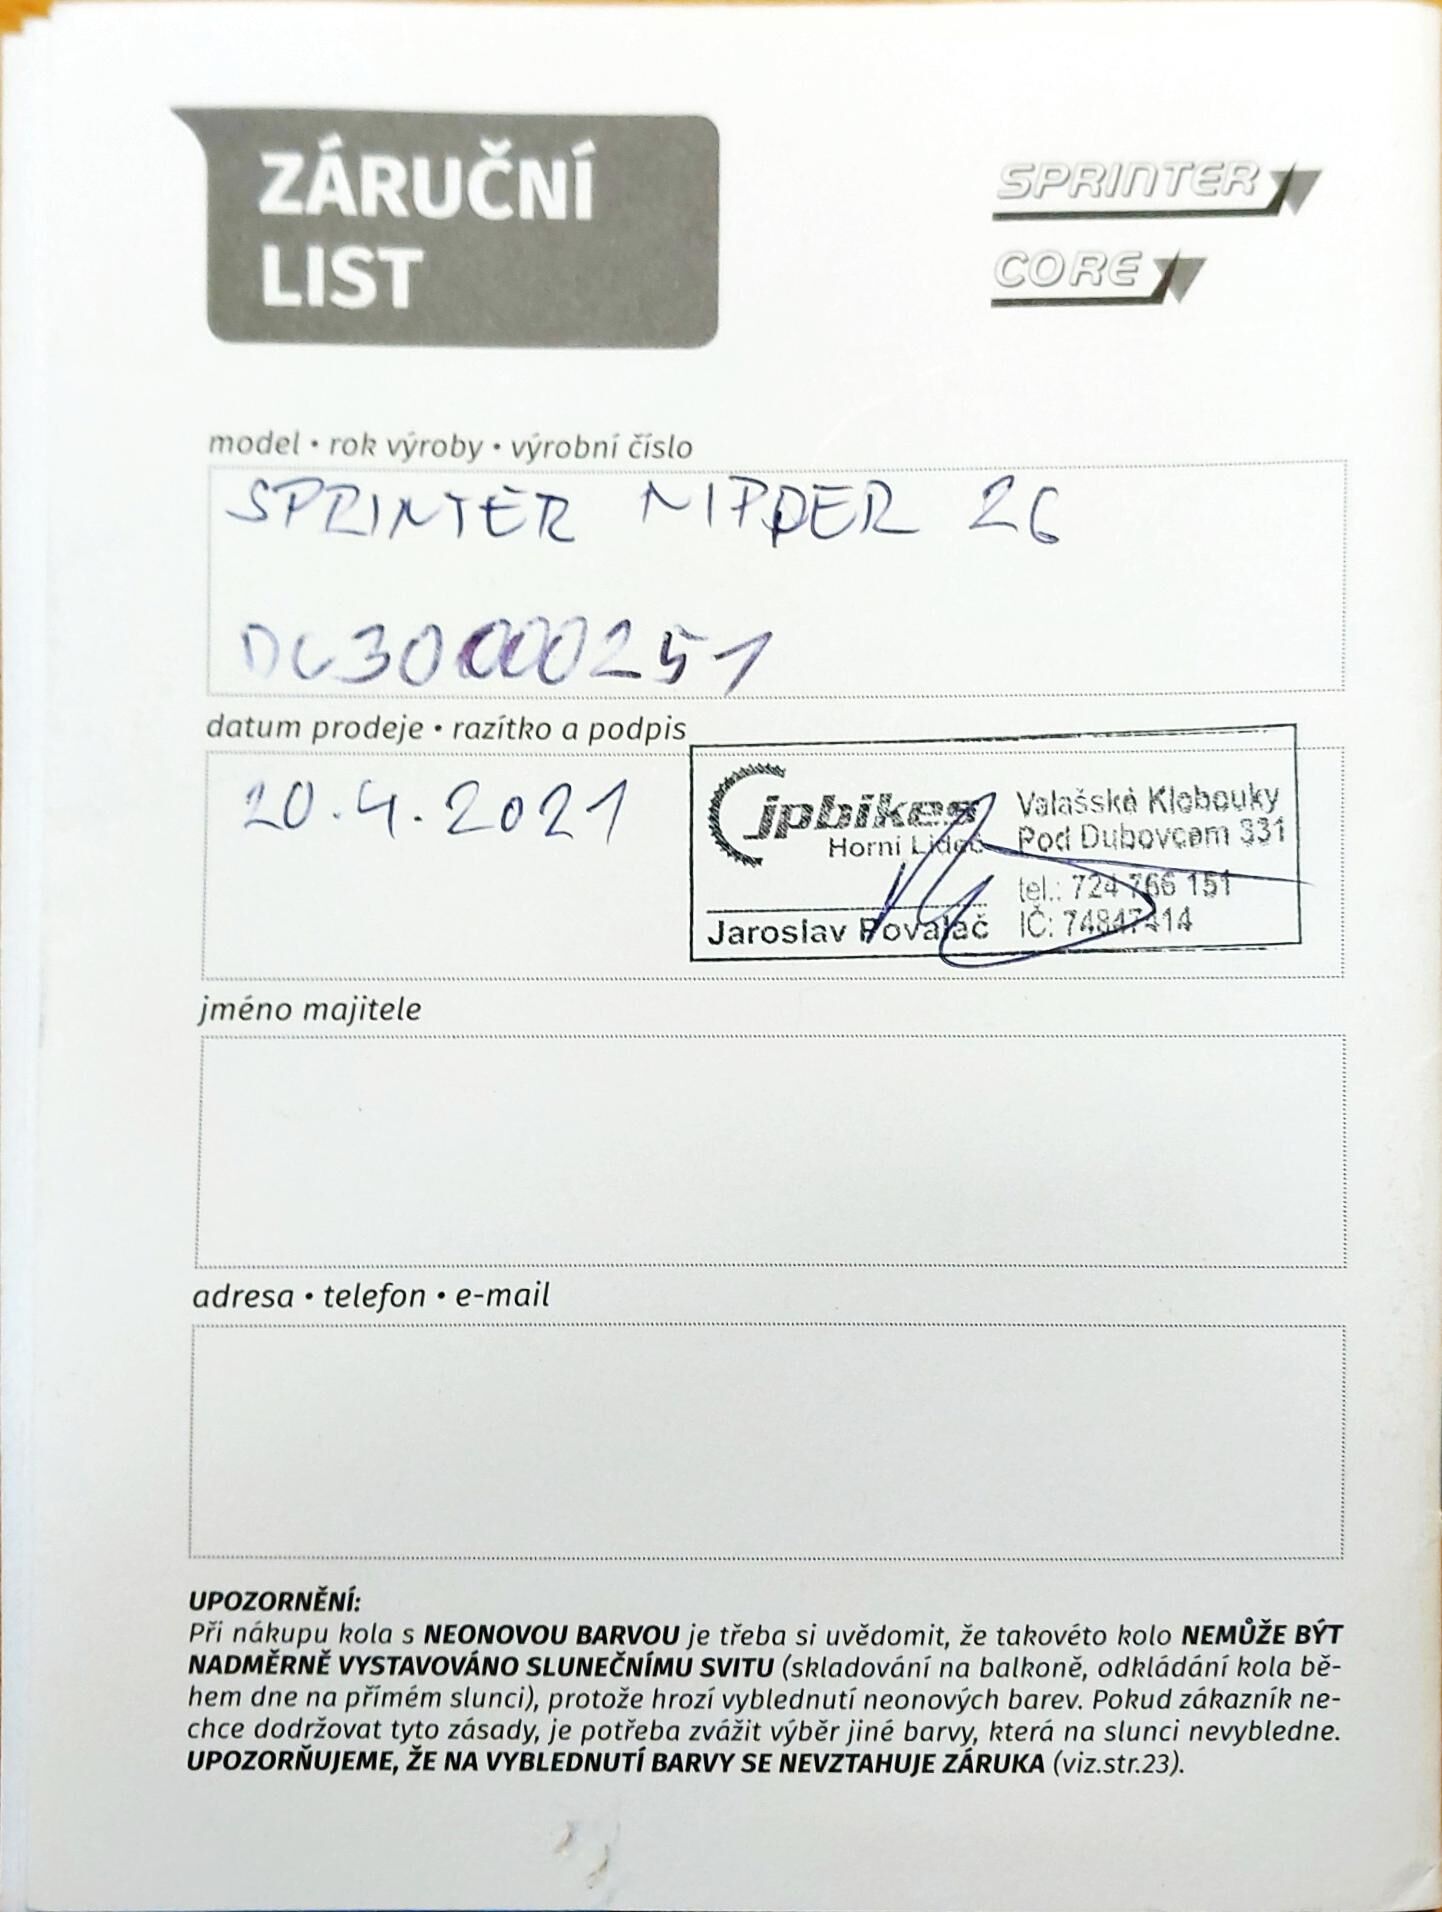 ZÁRUČNÍ
LIST
SPRINTER
CORE
model • rok výroby • výrobní číslo
SPRINTER NIPPER 26
DC30000251
datum prodeje • razítko a podpis
20.4.2021
jpbikes
Horní Lideč
Jaroslav Povalač
Valašské Klobouky
Pod Dubovcem 331
tel.: 724 766 151
IČ: 74847414
jméno majitele
adresa • telefon • e-mail
UPOZORNĚNÍ:
Při nákupu kola s NEONOVOU BARVOU je třeba si uvědomit, že takovéto kolo NEMŮŽE BÝT
NADMĚRNĚ VYSTAVOVÁNO SLUNEČNÍMU SVITU (skladování na balkoně, odkládání kola bě-
hem dne na přímém slunci), protože hrozí vyblednutí neonových barev. Pokud zákazník ne-
chce dodržovat tyto zásady, je potřeba zvážit výběr jiné barvy, která na slunci nevybledne.
UPOZORŇUJEME, ŽE NA VYBLEDNUTÍ BARVY SE NEVZTAHUJE ZÁRUKA (viz.str.23).